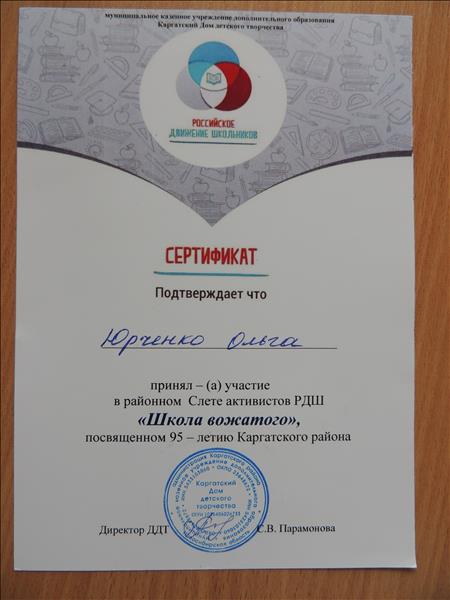 муниципальное казенное учреждение дополнительного образования
Каргатский Дом детского творчества
РОССИЙСКОЕ
ДВИЖЕНИЕ ШКОЛЬНИКОВ
СЕРТИФИКАТ
Подтверждает что
Юрченко Ольга
принял – (а) участие
в районном Слете активистов РДШ
«Школа вожатого»,
посвященном 95 – летию Каргатского района
Каргатский
Дом
детского
творчества
Директор ДДТ
С.В. Парамонова